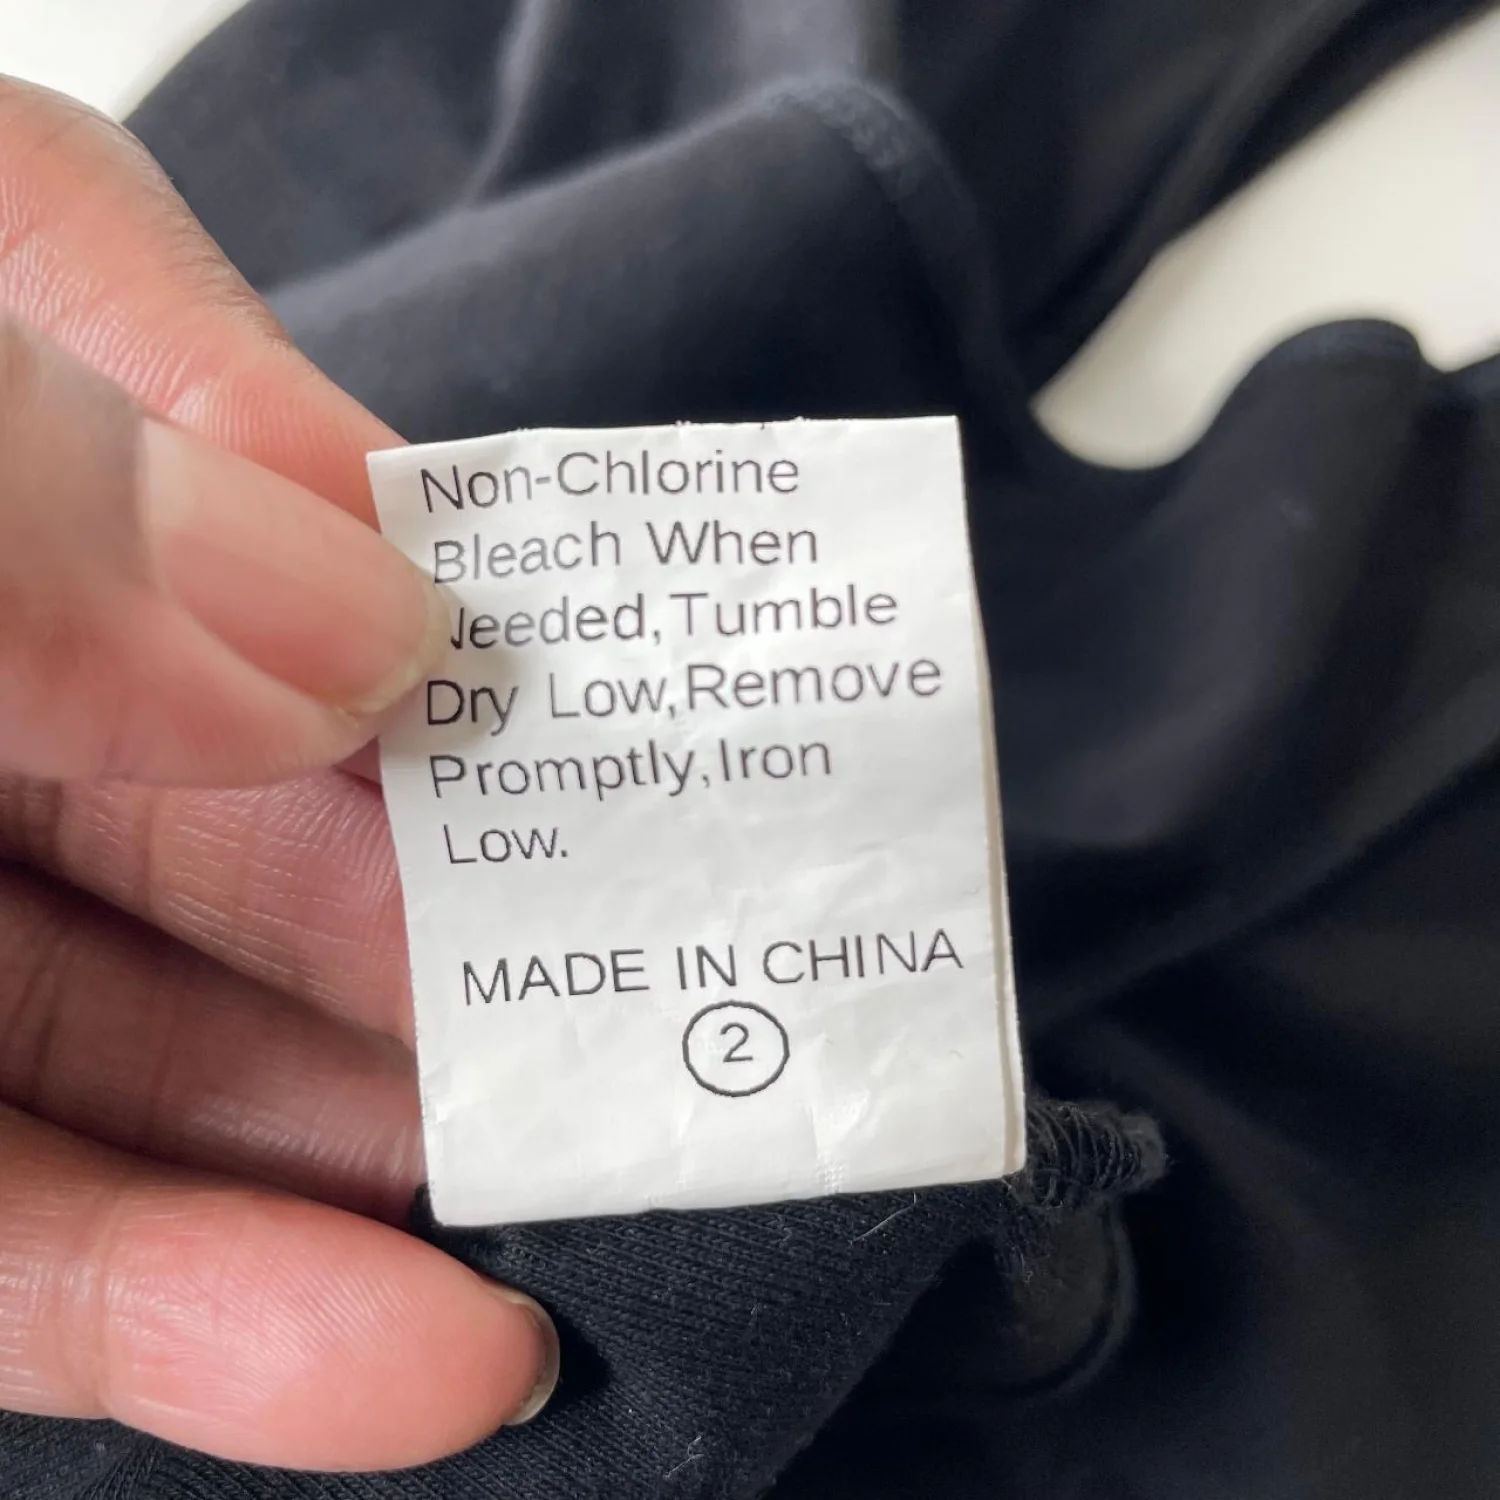 Non-Chlorine
Bleach When
Needed,Tumble
Dry Low,Remove
Promptly,Iron
Low.
MADE IN CHINA
2